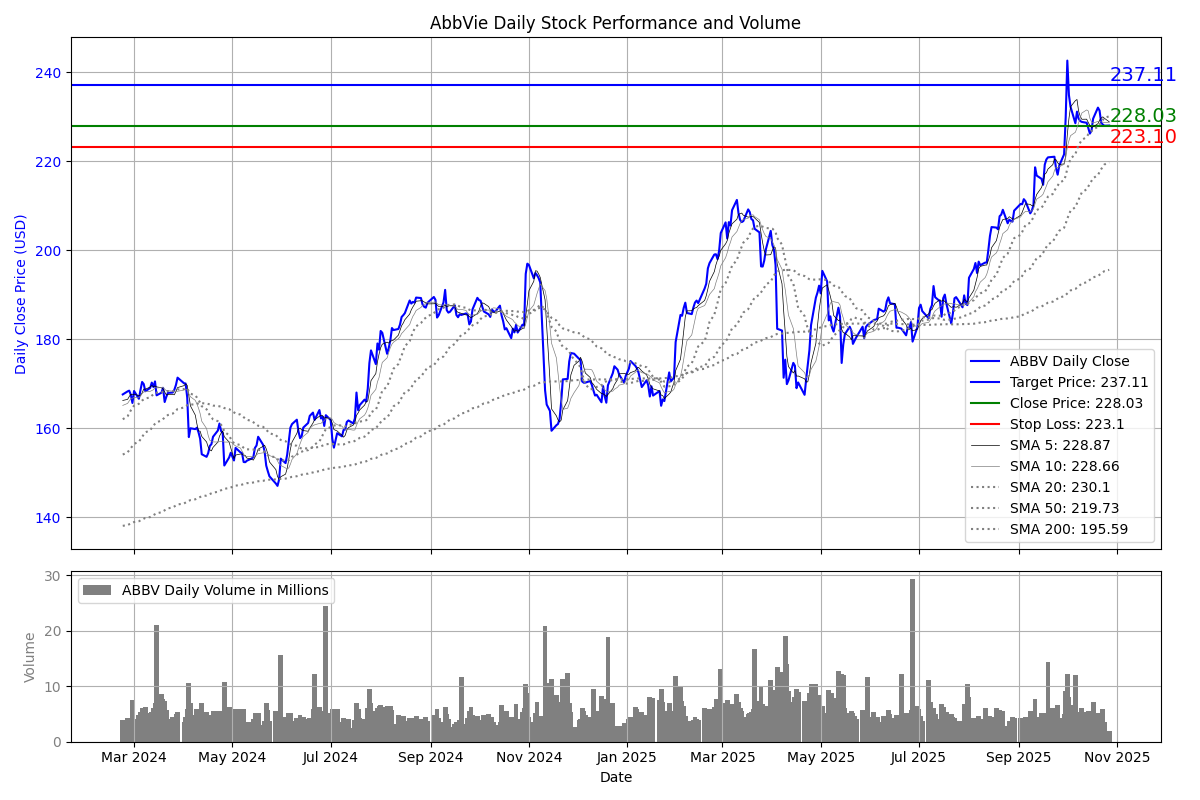 AbbVie Daily Stock Performance and Volume
Daily Close Price (USD)
240
220
200
180
160
140
237.11
228.03
223.10
ABBV Daily Close
Target Price: 237.11
Close Price: 228.03
Stop Loss: 223.1
SMA 5: 228.87
SMA 10: 228.66
SMA 20: 230.1
SMA 50: 219.73
SMA 200: 195.59
Volume
30
20
10
0
ABBV Daily Volume in Millions
Mar 2024 May 2024 Jul 2024 Sep 2024 Nov 2024 Jan 2025 Mar 2025 May 2025 Jul 2025 Sep 2025 Nov 2025
Date